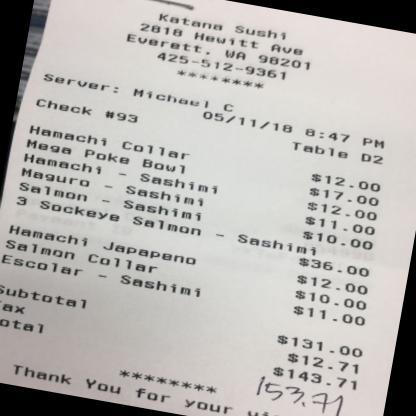 Katana Sushi
2818 Hewitt Ave
Everett, WA 98201
425-512-9361
********
Server: Michael C
05/11/18 8:47 PM
Check #93 Table D2
Hamachi Collar $12.00
Mega Poke Bowl $17.00
Hamachi - Sashimi $12.00
Maguro - Sashimi $11.00
Salmon - Sashimi $10.00
3 Sockeye Salmon - Sashimi $36.00
Hamachi Japapeno $12.00
Salmon Collar $10.00
Escolar - Sashimi $11.00
Subtotal $131.00
ax $12.71
otal $143.71
153.71
********
Thank You for your vi